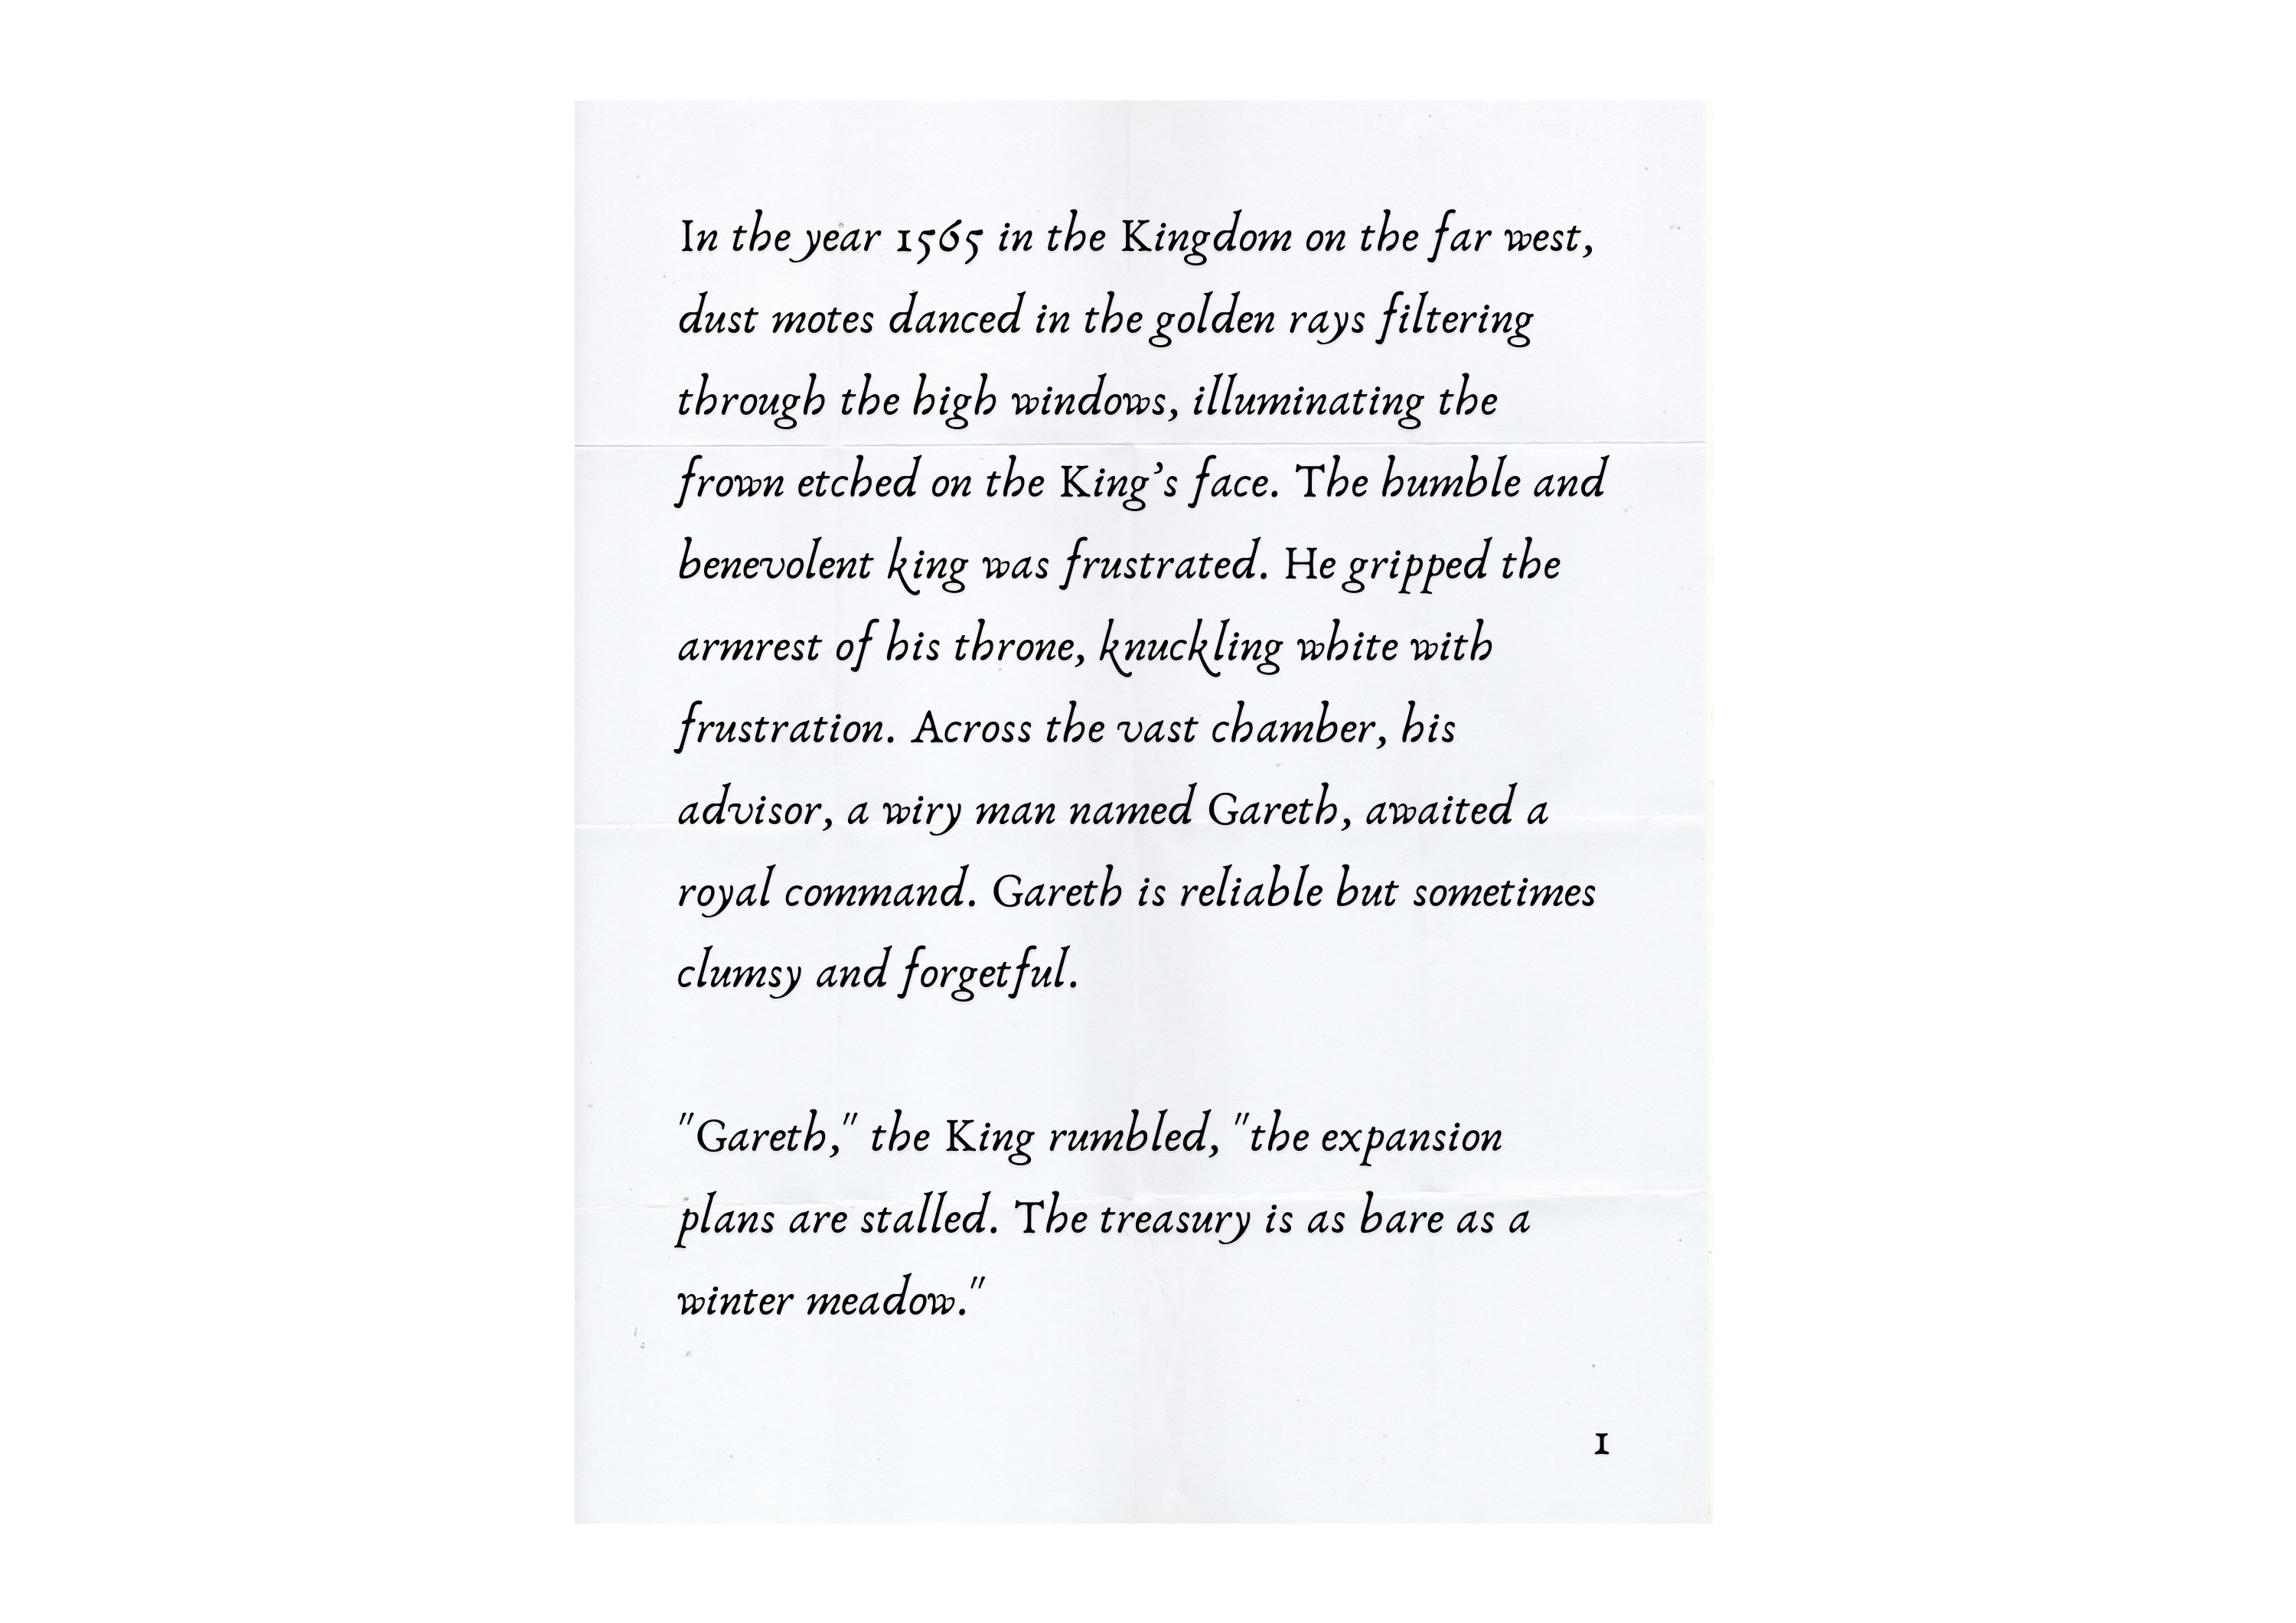 In the year 1565 in the Kingdom on the far west,
dust motes danced in the golden rays filtering
through the high windows, illuminating the
frown etched on the King’s face. The humble and
benevolent king was frustrated. He gripped the
armrest of his throne, knuckling white with
frustration. Across the vast chamber, his
advisor, a wiry man named Gareth, awaited a
royal command. Gareth is reliable but sometimes
clumsy and forgetful.
"Gareth," the King rumbled, "the expansion
plans are stalled. The treasury is as bare as a
winter meadow."
1